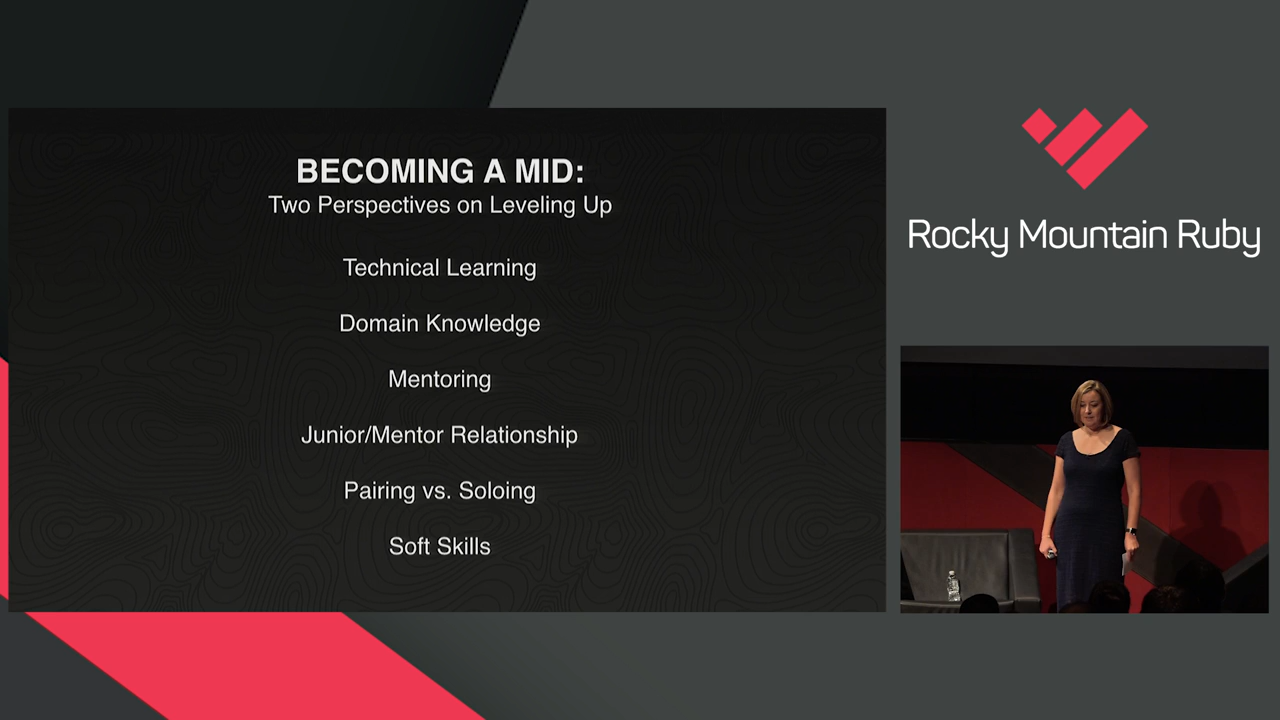 BECOMING A MID:
Two Perspectives on Leveling Up
Technical Learning
Domain Knowledge
Mentoring
Junior/Mentor Relationship
Pairing vs. Soloing
Soft Skills
Rocky Mountain Ruby